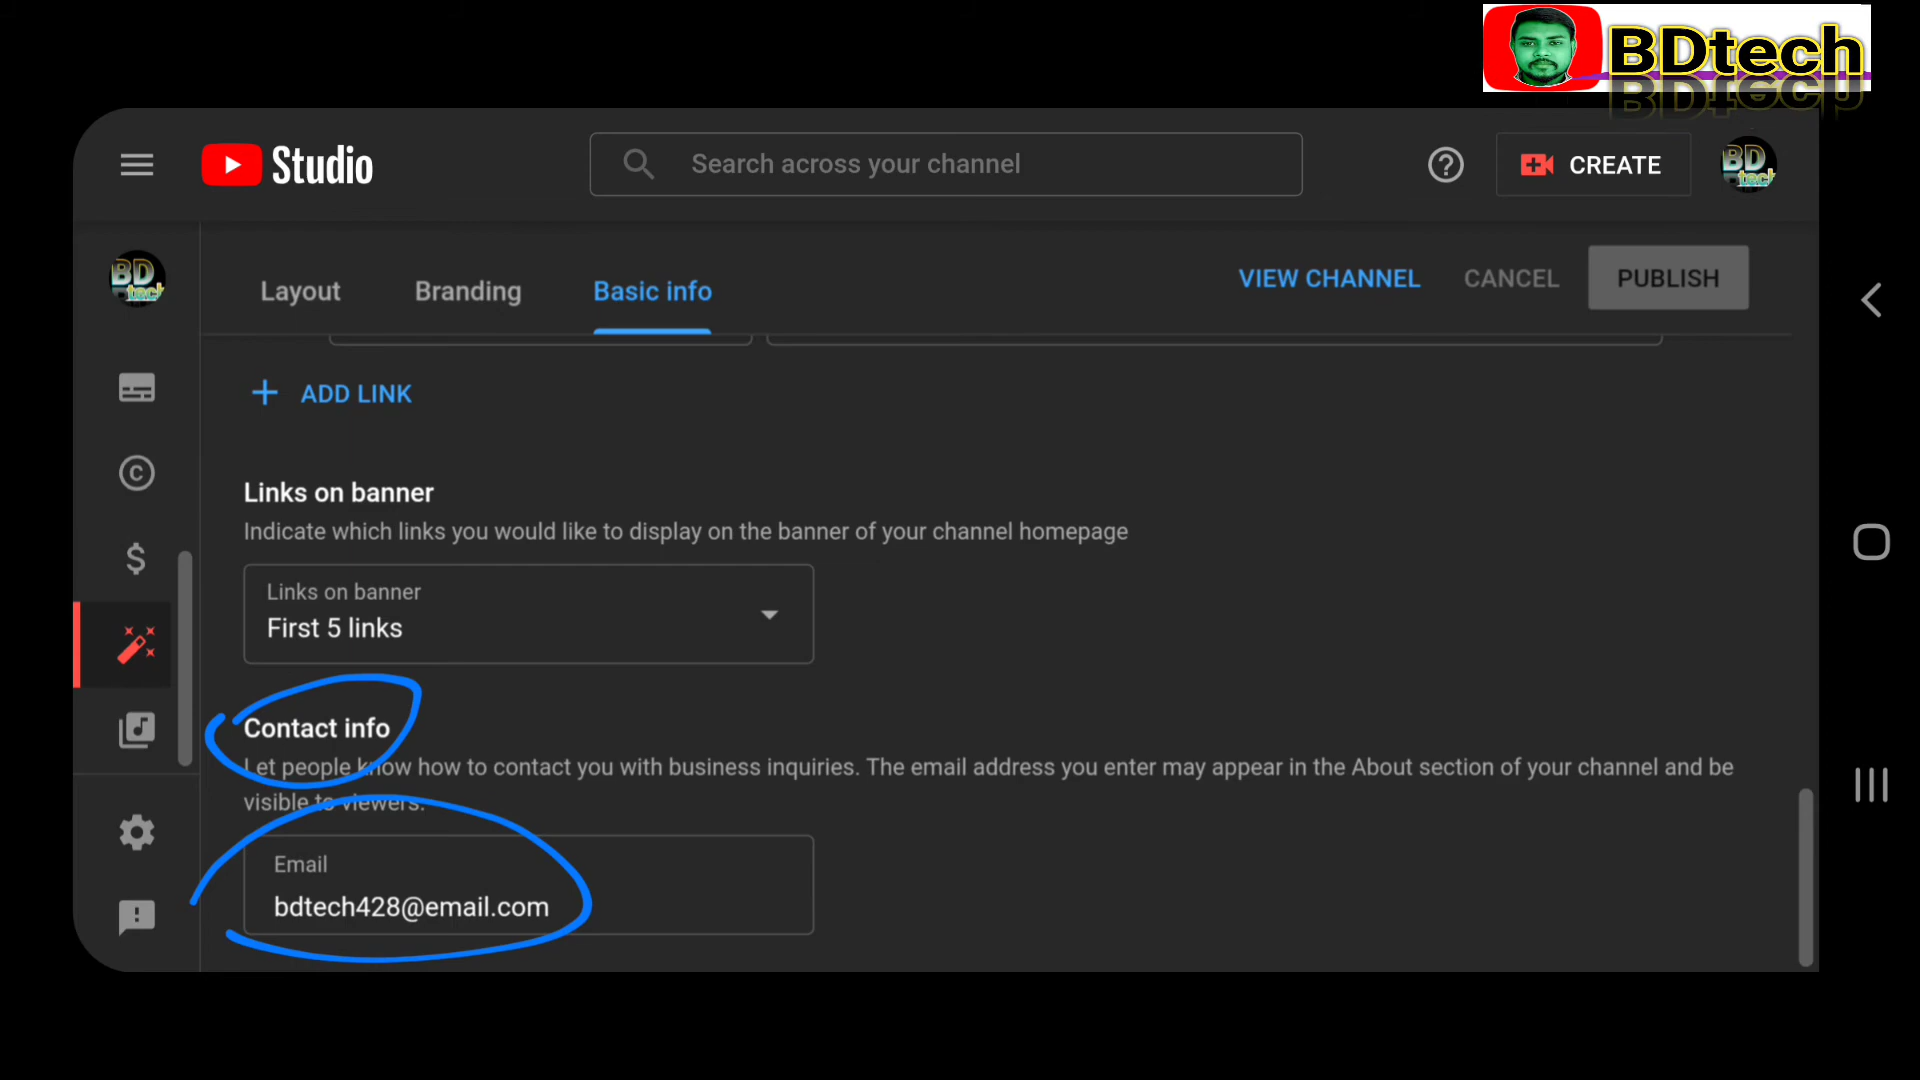 BDtech
Studio
Search across your channel
CREATE
BD
tech
BD
tech
Layout
Branding
Basic info
VIEW CHANNEL
CANCEL
PUBLISH
ADD LINK
Links on banner
Indicate which links you would like to display on the banner of your channel homepage
Links on banner
First 5 links
Contact info
Let people know how to contact you with business inquiries. The email address you enter may appear in the About section of your channel and be
visible to viewers.
Email
bdtech428@email.com